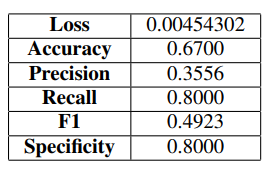 Loss 0.00454302
Accuracy 0.6700
Precision 0.3556
Recall 0.8000
F1 0.4923
Specificity 0.8000